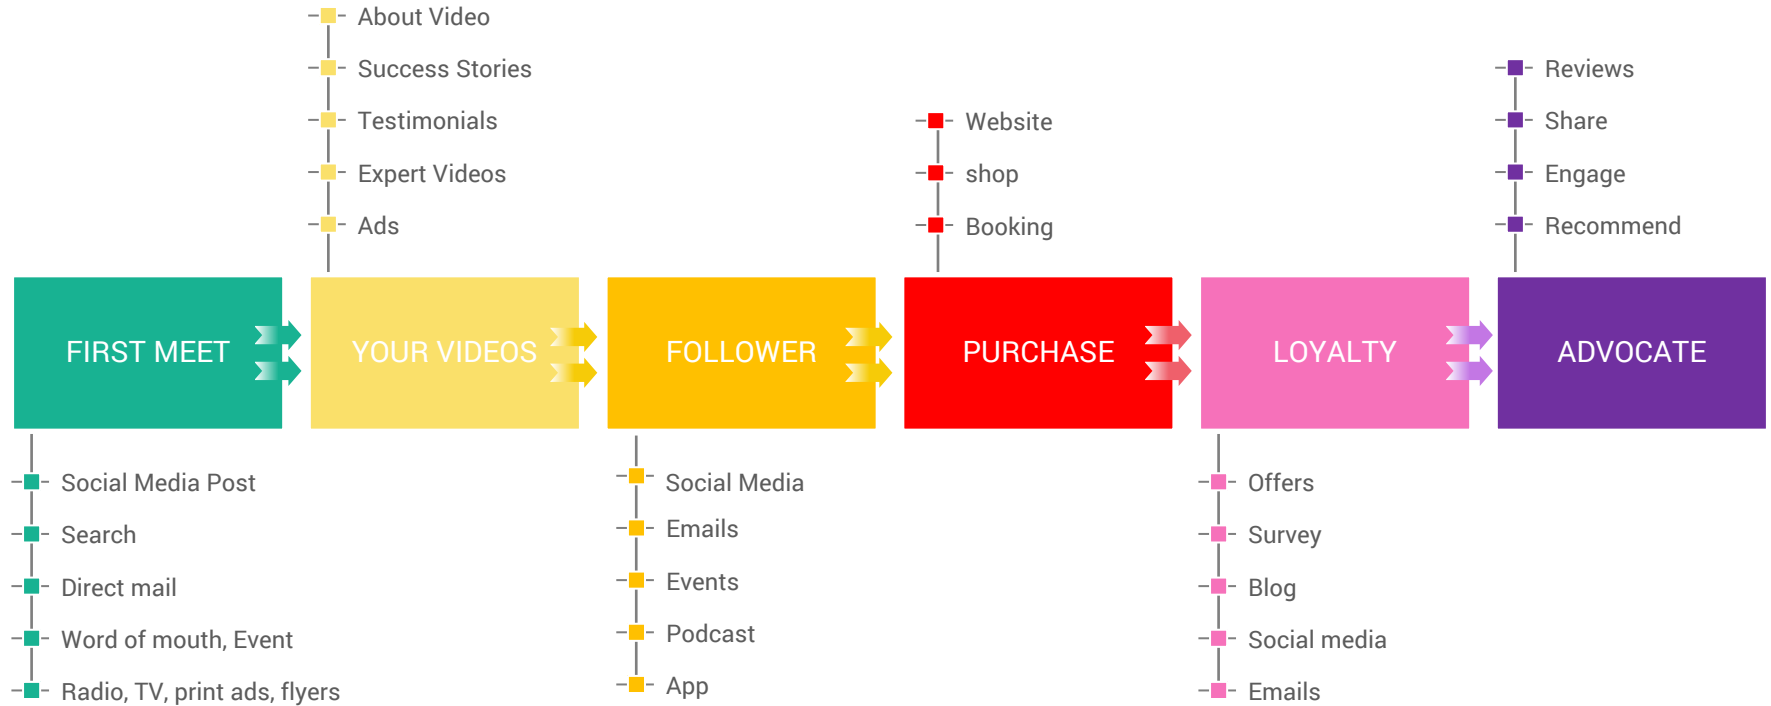 About Video
Success Stories
Testimonials
Expert Videos
Ads
Website
shop
Booking
Reviews
Share
Engage
Recommend
FIRST MEET
YOUR VIDEOS
FOLLOWER
PURCHASE
LOYALTY
ADVOCATE
Social Media Post
Search
Direct mail
Word of mouth, Event
Radio, TV, print ads, flyers
Social Media
Emails
Events
Podcast
App
Offers
Survey
Blog
Social media
Emails